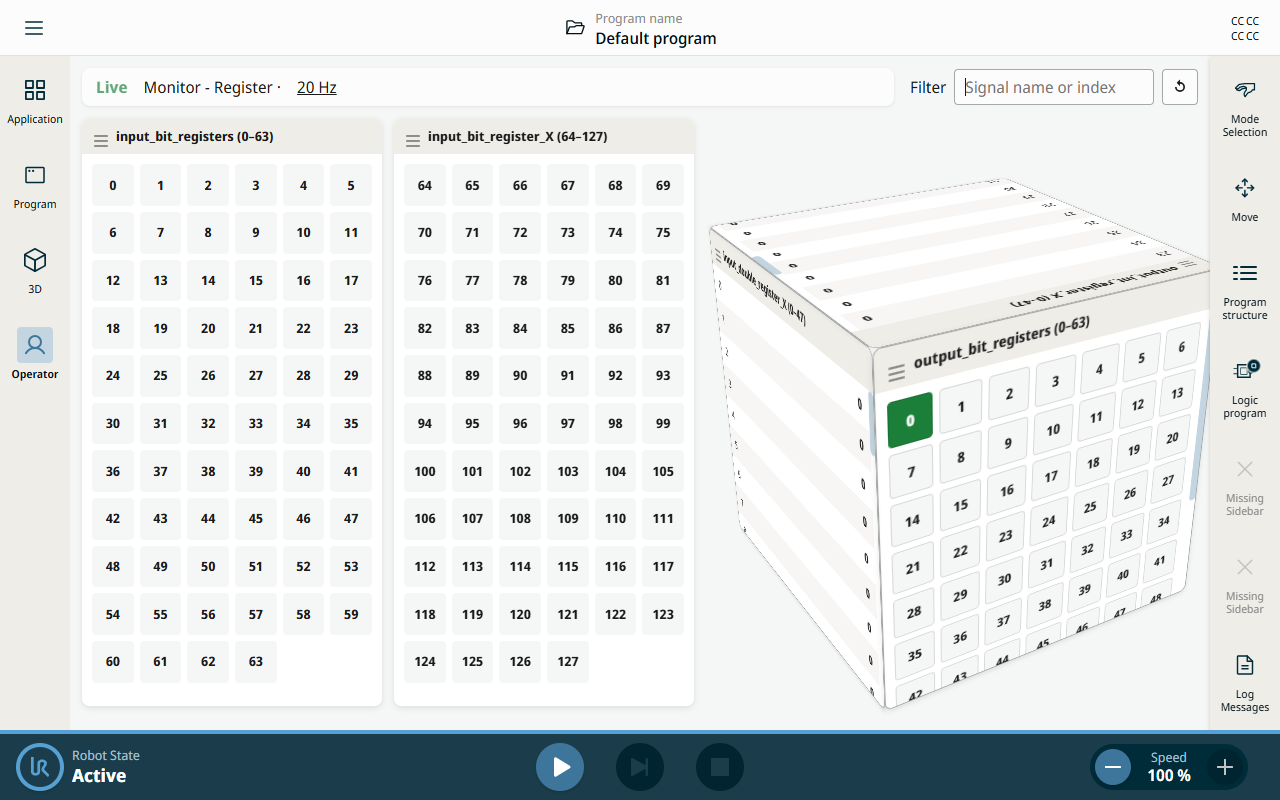 Program name
Default program
CC CC
CC CC
Application
Program
3D
Operator
Live Monitor - Register · 20 Hz
Filter Signal name or index
input_bit_registers (0–63)
0 1 2 3 4 5
6 7 8 9 10 11
12 13 14 15 16 17
18 19 20 21 22 23
24 25 26 27 28 29
30 31 32 33 34 35
36 37 38 39 40 41
42 43 44 45 46 47
48 49 50 51 52 53
54 55 56 57 58 59
60 61 62 63
input_bit_register_X (64–127)
64 65 66 67 68 69
70 71 72 73 74 75
76 77 78 79 80 81
82 83 84 85 86 87
88 89 90 91 92 93
94 95 96 97 98 99
100 101 102 103 104 105
106 107 108 109 110 111
112 113 114 115 116 117
118 119 120 121 122 123
124 125 126 127
output_int_register_X (0–47)
input_double_register_X (0–47)
output_bit_registers (0–63)
0 1 2 3 4 5 6
7 8 9 10 11 12 13
14 15 16 17 18 19 20
21 22 23 24 25 26 27
28 29 30 31 32 33 34
35 36 37 38 39 40 41
42 43 44 45 46 47 48
Mode
Selection
Move
Program
structure
Logic
program
Missing
Sidebar
Missing
Sidebar
Log
Messages
Robot State
Active
Speed
100 %